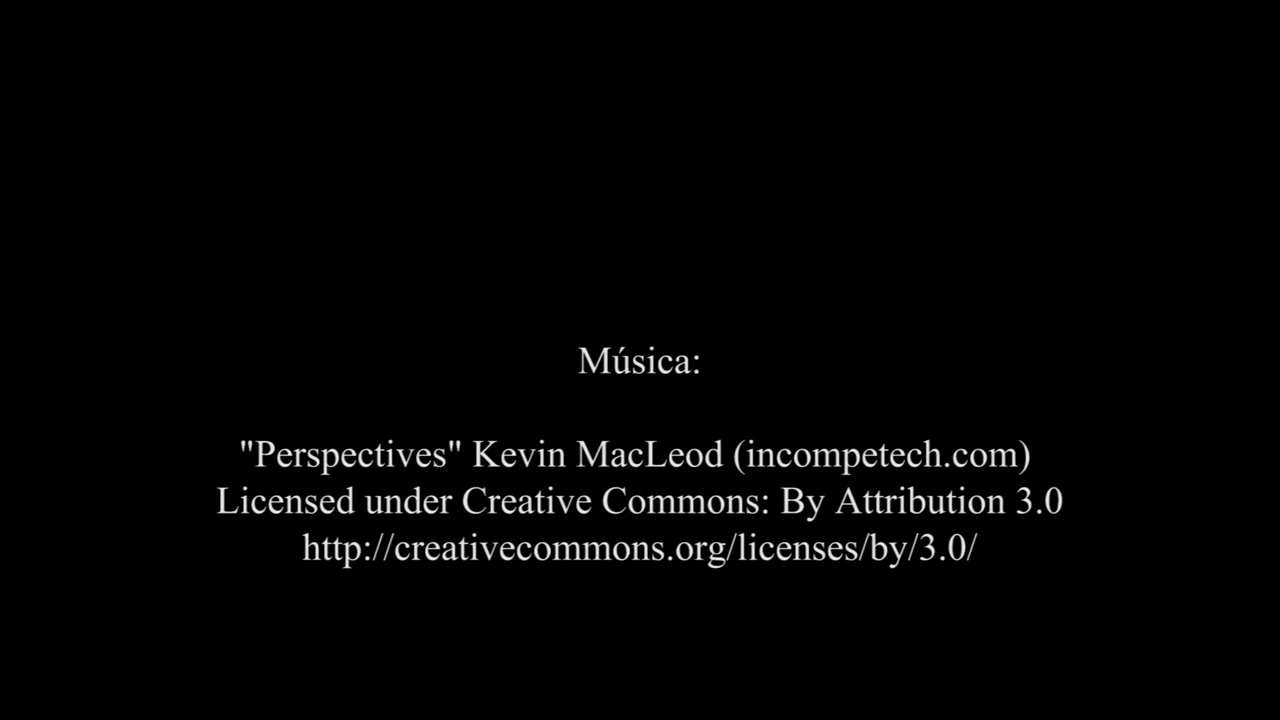 Música:
"Perspectives" Kevin MacLeod (incompetech.com)
Licensed under Creative Commons: By Attribution 3.0
http://creativecommons.org/licenses/by/3.0/